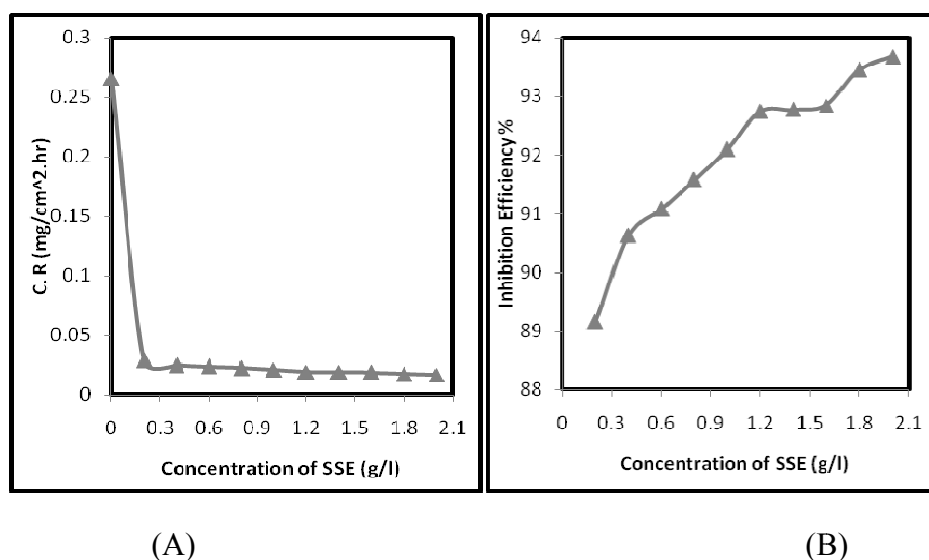 0.3
0.25
0.2
0.15
0.1
0.05
0
C.R (mg/cm^2.hr)
0 0.3 0.6 0.9 1.2 1.5 1.8 2.1
Concentration of SSE (g/l)
94
93
92
91
90
89
88
Inhibition Efficiency%
0 0.3 0.6 0.9 1.2 1.5 1.8 2.1
Concentration of SSE (g/l)
(A) (B)